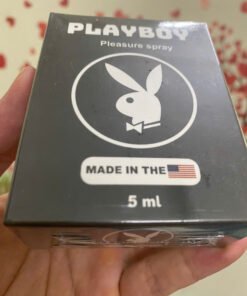 PLAYBOY
Pleasure spray
MADE IN THE
5 ml